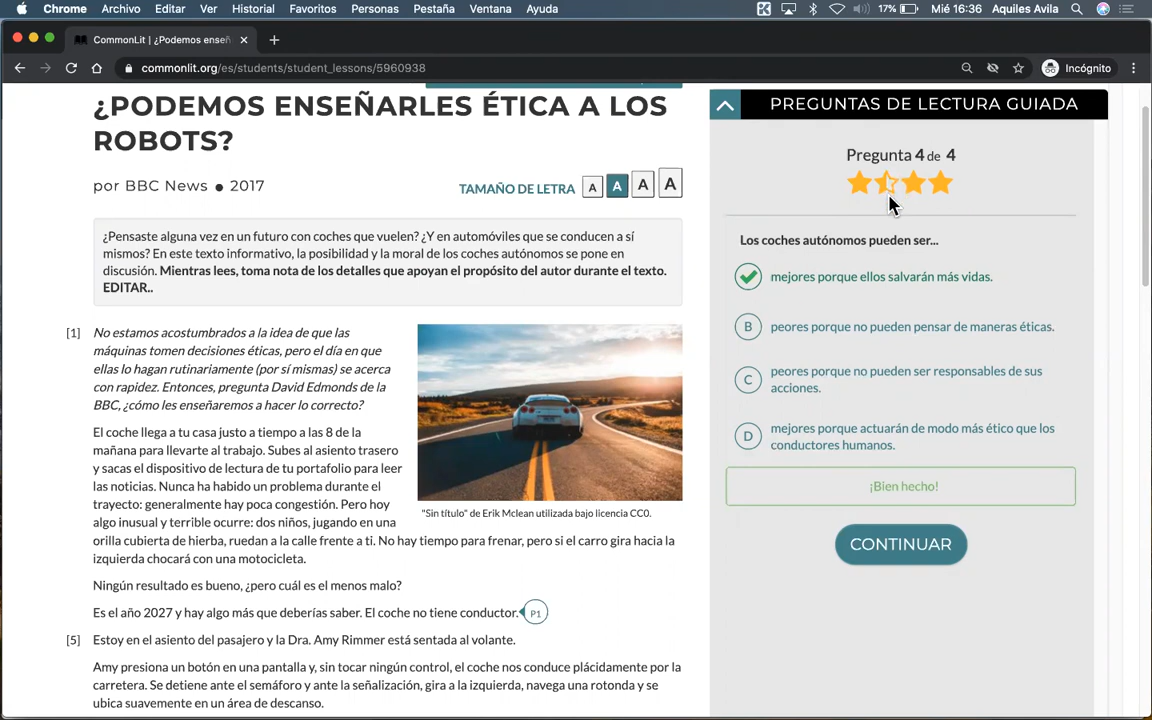 Chrome Archivo Editar Ver Historial Favoritos Personas Pestaña Ventana Ayuda 17% Mié 16:36 Aquiles Avila
CommonLit | ¿Podemos enseñ
commonlit.org/es/students/student_lessons/5960938 Incógnito
¿PODEMOS ENSEÑARLES ÉTICA A LOS
ROBOTS?
por BBC News ● 2017
TAMAÑO DE LETRA A A A A
¿Pensaste alguna vez en un futuro con coches que vuelen? ¿Y en automóviles que se conducen a sí
mismos? En este texto informativo, la posibilidad y la moral de los coches autónomos se pone en
discusión. Mientras lees, toma nota de los detalles que apoyan el propósito del autor durante el texto.
EDITAR..
[1] No estamos acostumbrados a la idea de que las
máquinas tomen decisiones éticas, pero el día en que
ellas lo hagan rutinariamente (por sí mismas) se acerca
con rapidez. Entonces, pregunta David Edmonds de la
BBC, ¿cómo les enseñaremos a hacer lo correcto?
El coche llega a tu casa justo a tiempo a las 8 de la
mañana para llevarte al trabajo. Subes al asiento trasero
y sacas el dispositivo de lectura de tu portafolio para leer
las noticias. Nunca ha habido un problema durante el
trayecto: generalmente hay poca congestión. Pero hoy
algo inusual y terrible ocurre: dos niños, jugando en una
orilla cubierta de hierba, ruedan a la calle frente a ti. No hay tiempo para frenar, pero si el carro gira hacia la
izquierda chocará con una motocicleta.
"Sin título" de Erik Mclean utilizada bajo licencia CC0.
Ningún resultado es bueno, ¿pero cuál es el menos malo?
Es el año 2027 y hay algo más que deberías saber. El coche no tiene conductor. P1
[5] Estoy en el asiento del pasajero y la Dra. Amy Rimmer está sentada al volante.
Amy presiona un botón en una pantalla y, sin tocar ningún control, el coche nos conduce plácidamente por la
carretera. Se detiene ante el semáforo y ante la señalización, gira a la izquierda, navega una rotonda y se
ubica suavemente en un área de descanso.
PREGUNTAS DE LECTURA GUIADA
Pregunta 4 de 4
Los coches autónomos pueden ser...
mejores porque ellos salvarán más vidas.
B peores porque no pueden pensar de maneras éticas.
C peores porque no pueden ser responsables de sus
acciones.
D mejores porque actuarán de modo más ético que los
conductores humanos.
¡Bien hecho!
CONTINUAR